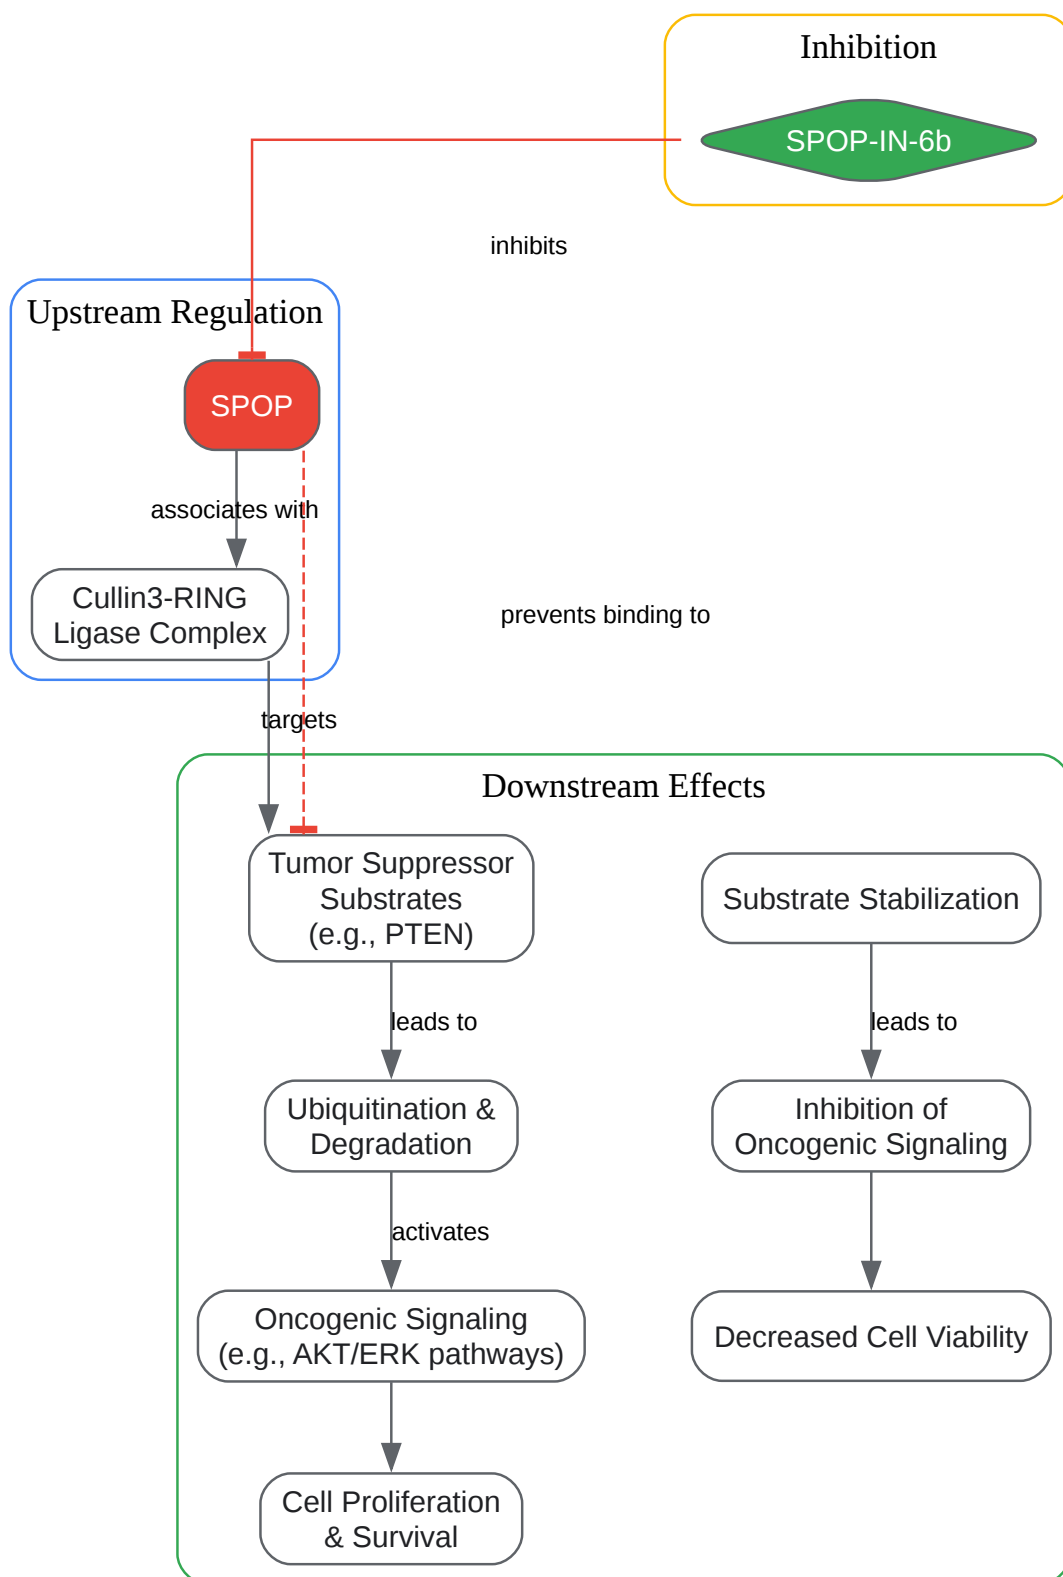 Inhibition
SPOP-IN-6b
inhibits
Upstream Regulation
SPOP
associates with
Cullin3-RING
Ligase Complex
prevents binding to
targets
Downstream Effects
Tumor Suppressor
Substrates
(e.g., PTEN)
Substrate Stabilization
leads to
leads to
Ubiquitination &
Degradation
Inhibition of
Oncogenic Signaling
activates
Oncogenic Signaling
(e.g., AKT/ERK pathways)
Decreased Cell Viability
Cell Proliferation
& Survival